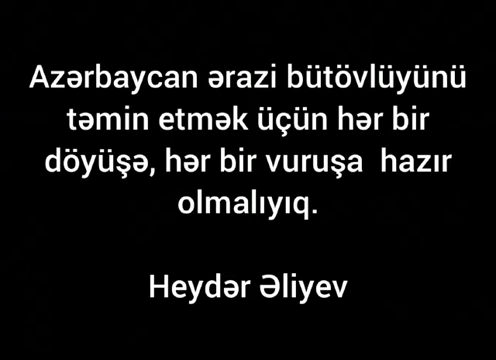 Azərbaycan ərazi bütövlüyünü
təmin etmək üçün hər bir
döyüşə, hər bir vuruşa hazır
olmalıyıq.
Heydər Əliyev